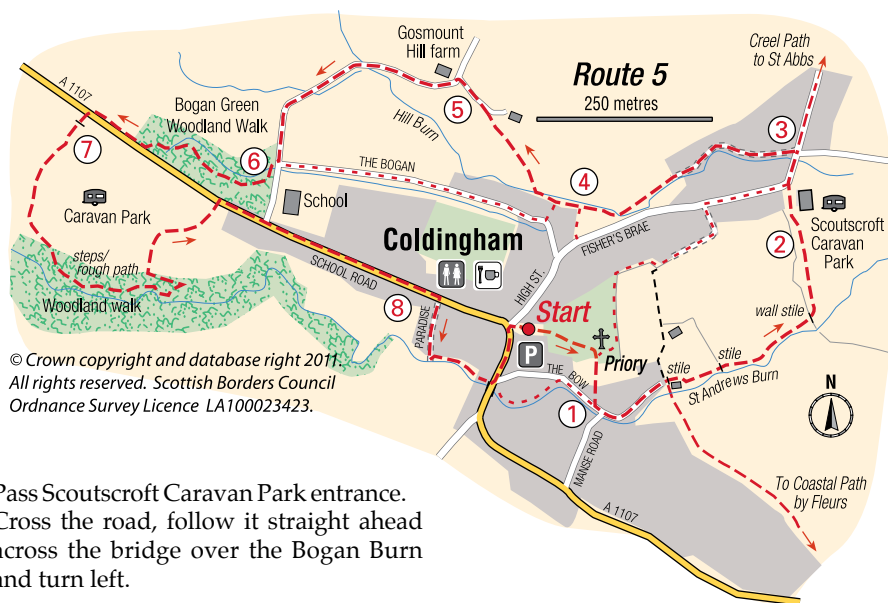 Gosmount
Hill farm
Route 5
250 metres
Creel Path
to St Abbs
A 1107
Bogan Green
Woodland Walk
Hill Burn
5
3
7
6
THE BOGAN
4
School
Caravan Park
Coldingham
FISHER'S BRAE
Scoutscroft
Caravan
Park
2
steps/
rough path
SCHOOL ROAD
HIGH ST.
Woodland walk
8
PARADISE
Start
wall stile
P
Priory
THE BOW
stile
stile
St Andrews Burn
N
1
MANSE ROAD
© Crown copyright and database right 2011.
All rights reserved. Scottish Borders Council
Ordnance Survey Licence LA100023423.
To Coastal Path
by Fleurs
A 1107
Pass Scoutscroft Caravan Park entrance.
Cross the road, follow it straight ahead
across the bridge over the Bogan Burn
and turn left.